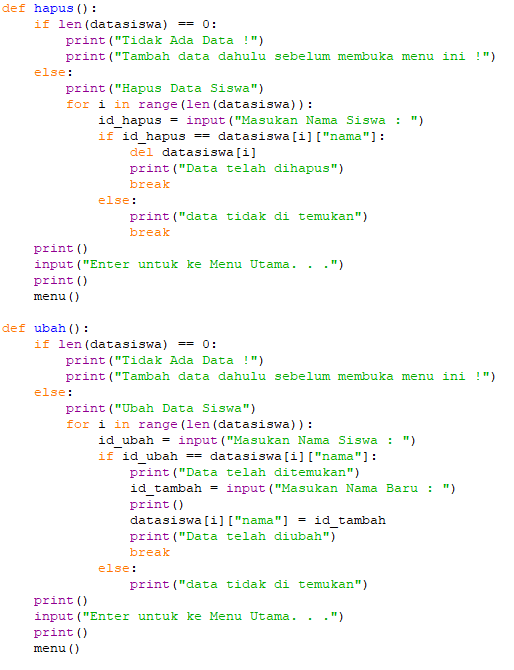 def hapus():
    if len(datasiswa) == 0:
        print("Tidak Ada Data !")
        print("Tambah data dahulu sebelum membuka menu ini !")
    else:
        print("Hapus Data Siswa")
        for i in range(len(datasiswa)):
            id_hapus = input("Masukan Nama Siswa : ")
            if id_hapus == datasiswa[i]["nama"]:
                del datasiswa[i]
                print("Data telah dihapus")
                break
            else:
                print("data tidak di temukan")
                break
    print()
    input("Enter untuk ke Menu Utama. . .")
    print()
    menu()

def ubah():
    if len(datasiswa) == 0:
        print("Tidak Ada Data !")
        print("Tambah data dahulu sebelum membuka menu ini !")
    else:
        print("Ubah Data Siswa")
        for i in range(len(datasiswa)):
            id_ubah = input("Masukan Nama Siswa : ")
            if id_ubah == datasiswa[i]["nama"]:
                print("Data telah ditemukan")
                id_tambah = input("Masukan Nama Baru : ")
                print()
                datasiswa[i]["nama"] = id_tambah
                print("Data telah diubah")
                break
            else:
                print("data tidak di temukan")
    print()
    input("Enter untuk ke Menu Utama. . .")
    print()
    menu()